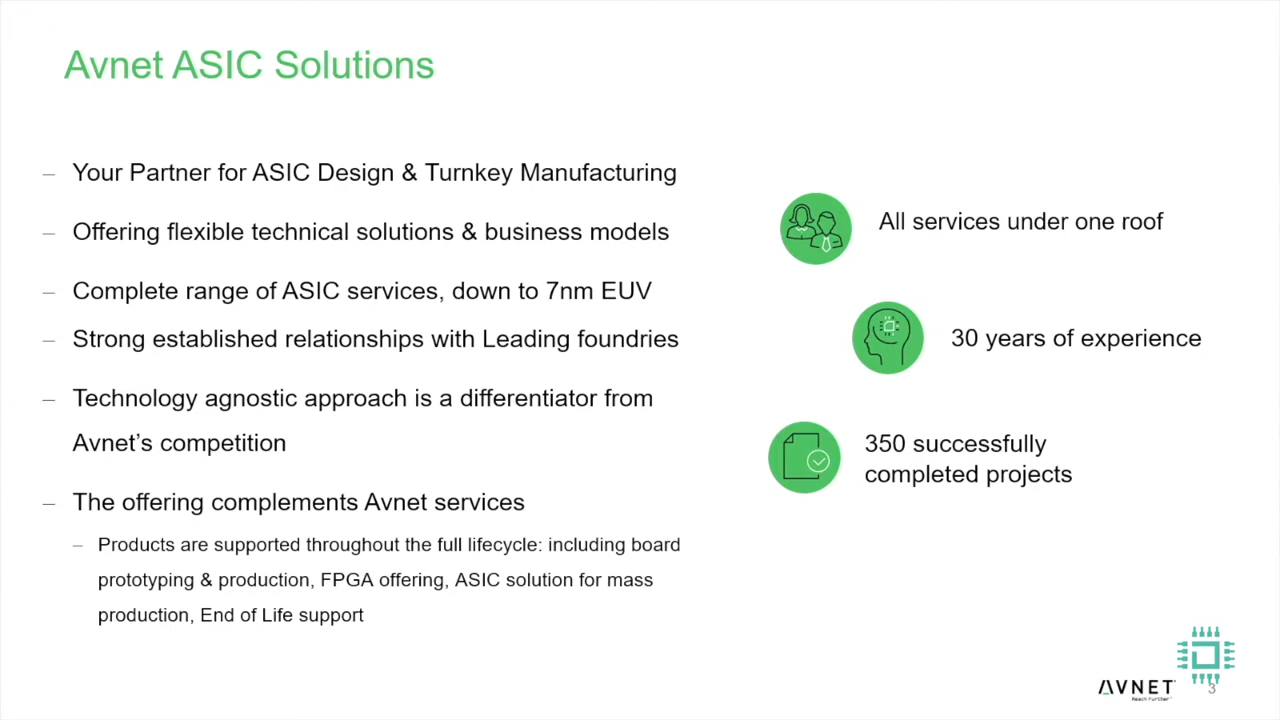 Avnet ASIC Solutions
– Your Partner for ASIC Design & Turnkey Manufacturing
– Offering flexible technical solutions & business models
– Complete range of ASIC services, down to 7nm EUV
– Strong established relationships with Leading foundries
– Technology agnostic approach is a differentiator from
Avnet’s competition
– The offering complements Avnet services
– Products are supported throughout the full lifecycle: including board
prototyping & production, FPGA offering, ASIC solution for mass
production, End of Life support
All services under one roof
30 years of experience
350 successfully
completed projects
AVNET
Reach Further
3